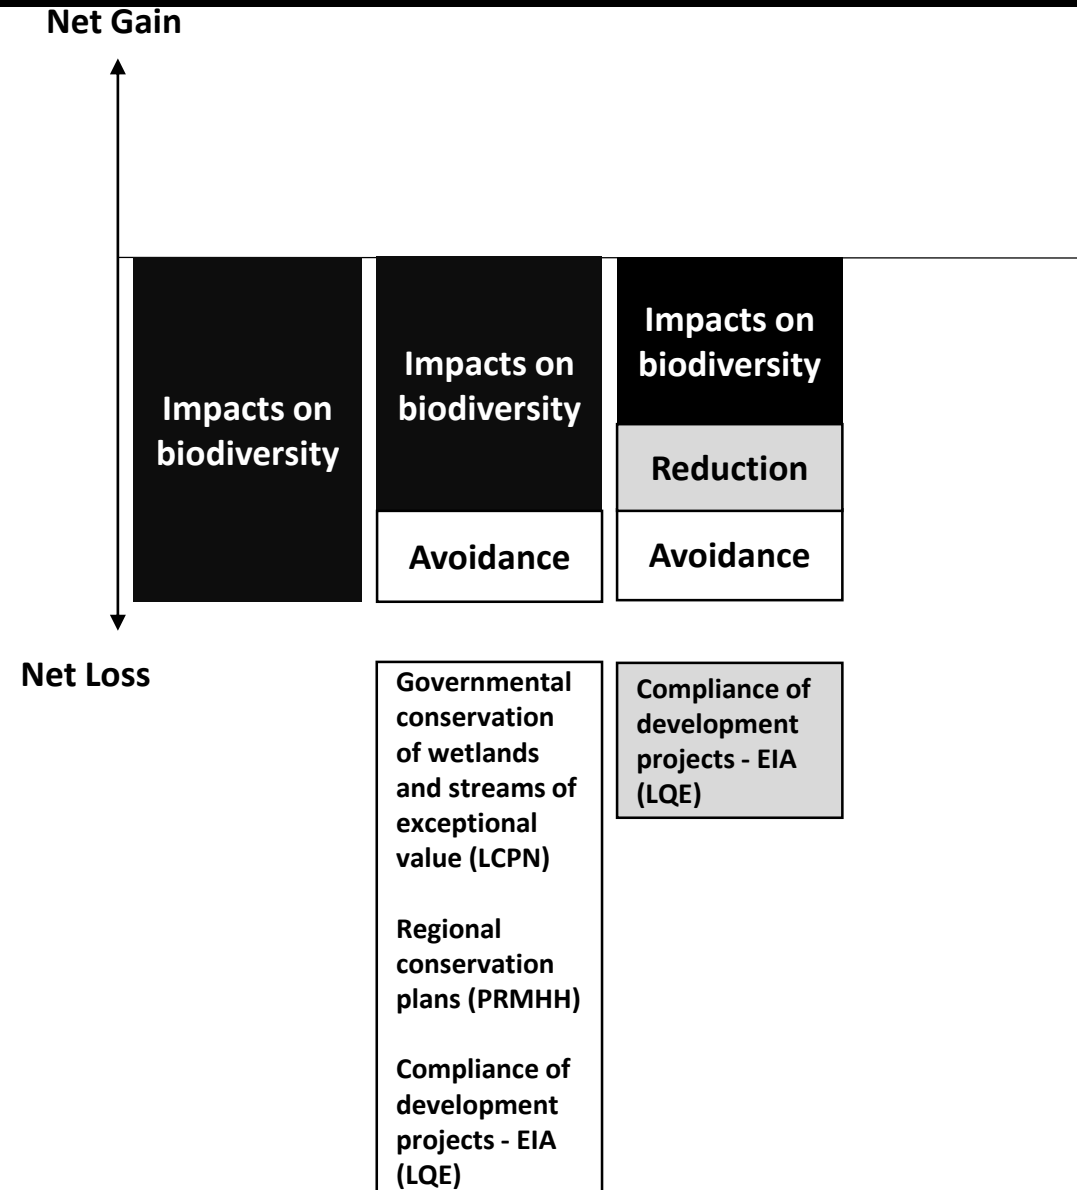 Net Gain
Impacts on
biodiversity
Impacts on
biodiversity
Avoidance
Impacts on
biodiversity
Reduction
Avoidance
Net Loss
Governmental
conservation
of wetlands
and streams of
exceptional
value (LCPN)
Regional
conservation
plans (PRMHH)
Compliance of
development
projects - EIA
(LQE)
Compliance of
development
projects - EIA
(LQE)